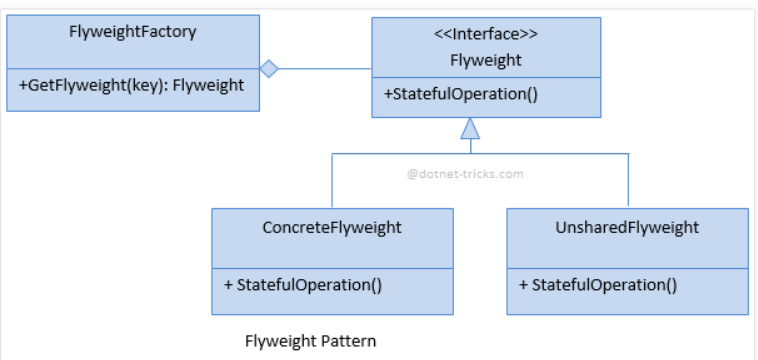 FlyweightFactory
+GetFlyweight(key): Flyweight
<<Interface>>
Flyweight
+StatefulOperation()
@dotnet-tricks.com
ConcreteFlyweight
+ StatefulOperation()
UnsharedFlyweight
+ StatefulOperation()
Flyweight Pattern